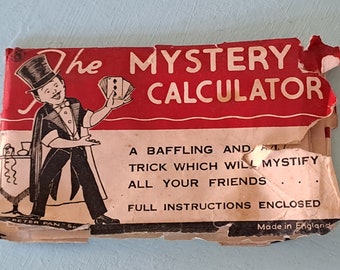 The MYSTERY
CALCULATOR
A BAFFLING AND
TRICK WHICH WILL MYSTIFY
ALL YOUR FRIENDS . . . .
FULL INSTRUCTIONS ENCLOSED
PETER PAN
Made in England